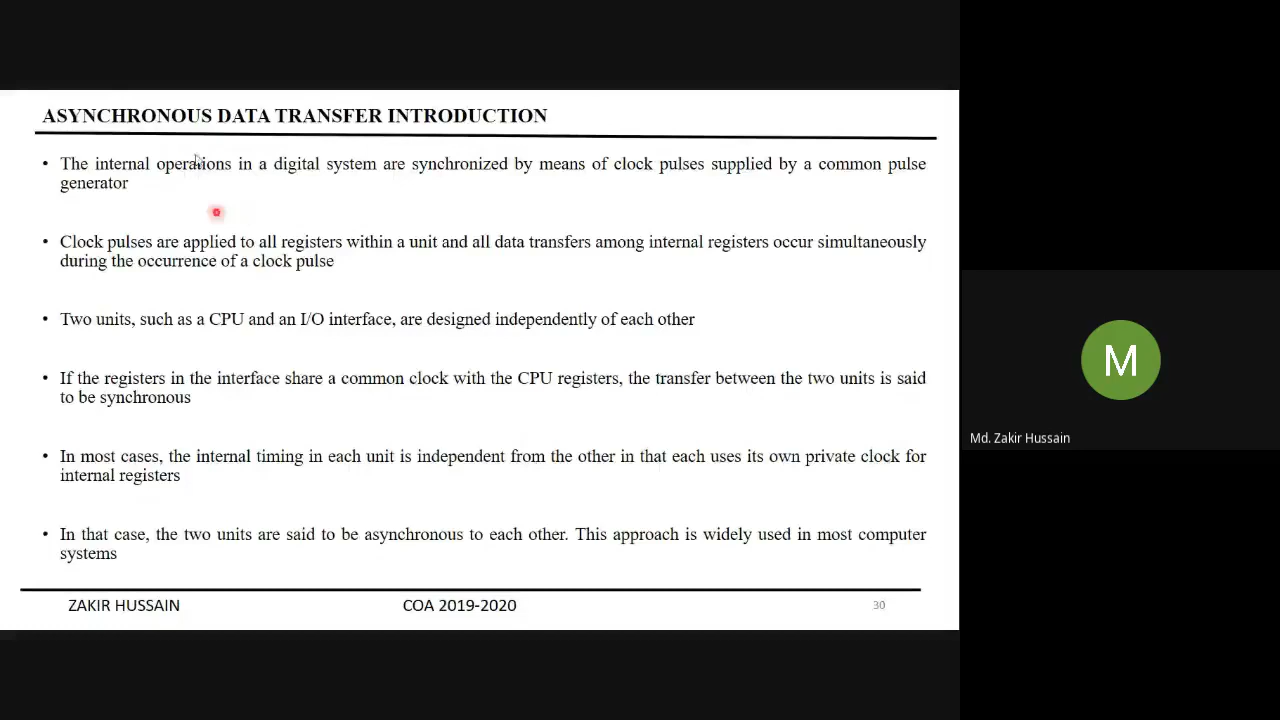 ASYNCHRONOUS DATA TRANSFER INTRODUCTION
• The internal operations in a digital system are synchronized by means of clock pulses supplied by a common pulse
generator
• Clock pulses are applied to all registers within a unit and all data transfers among internal registers occur simultaneously
during the occurrence of a clock pulse
• Two units, such as a CPU and an I/O interface, are designed independently of each other
• If the registers in the interface share a common clock with the CPU registers, the transfer between the two units is said
to be synchronous
• In most cases, the internal timing in each unit is independent from the other in that each uses its own private clock for
internal registers
• In that case, the two units are said to be asynchronous to each other. This approach is widely used in most computer
systems
ZAKIR HUSSAIN COA 2019-2020 30
M
Md. Zakir Hussain